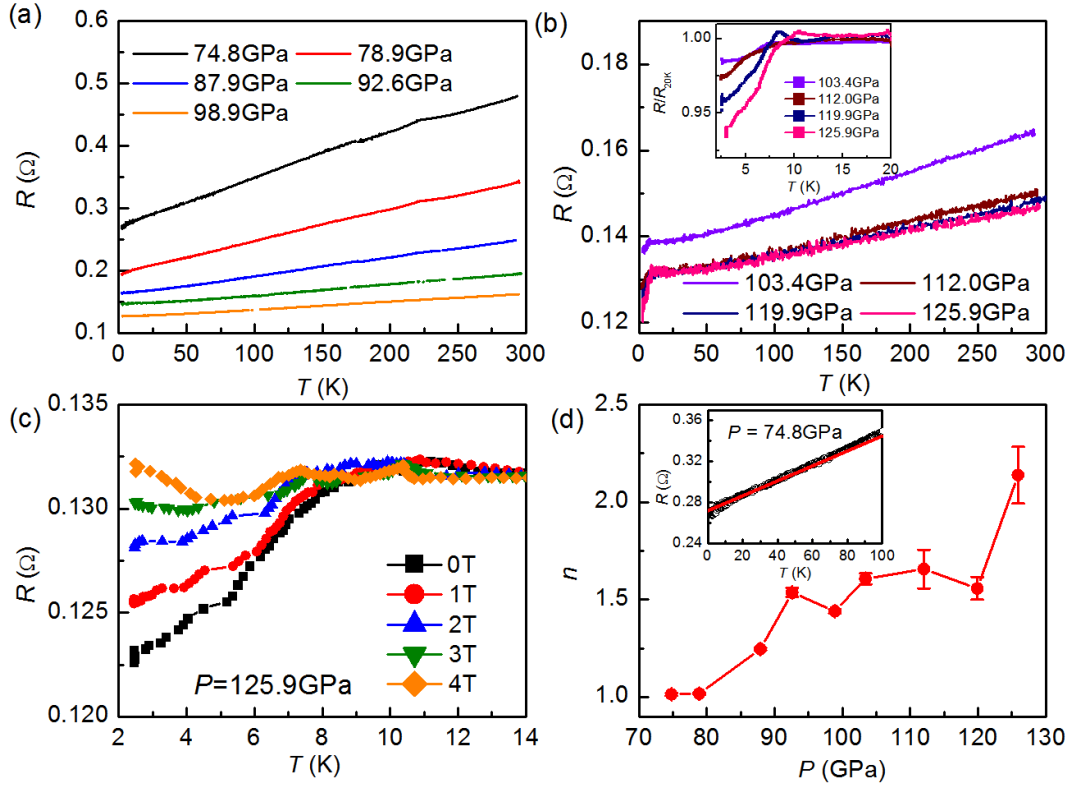 (a)
0.6
0.5
0.4
0.3
0.2
0.1
R (Ω)
74.8GPa 78.9GPa
87.9GPa 92.6GPa
98.9GPa
0 50 100 150 200 250 300
T (K)
(b)
0.18
0.16
0.14
0.12
R (Ω)
1.00
0.95
R/R20K
103.4GPa
112.0GPa
119.9GPa
125.9GPa
5 10 15 20
T (K)
103.4GPa 112.0GPa
119.9GPa 125.9GPa
0 50 100 150 200 250 300
T (K)
(c)
0.135
0.130
0.125
0.120
R (Ω)
0T
1T
2T
3T
4T
P=125.9GPa
2 4 6 8 10 12 14
T (K)
(d)
2.5
2.0
1.5
1.0
n
0.36
0.32
0.28
0.24
R (Ω)
P = 74.8GPa
0 20 40 60 80 100
T (K)
70 80 90 100 110 120 130
P (GPa)